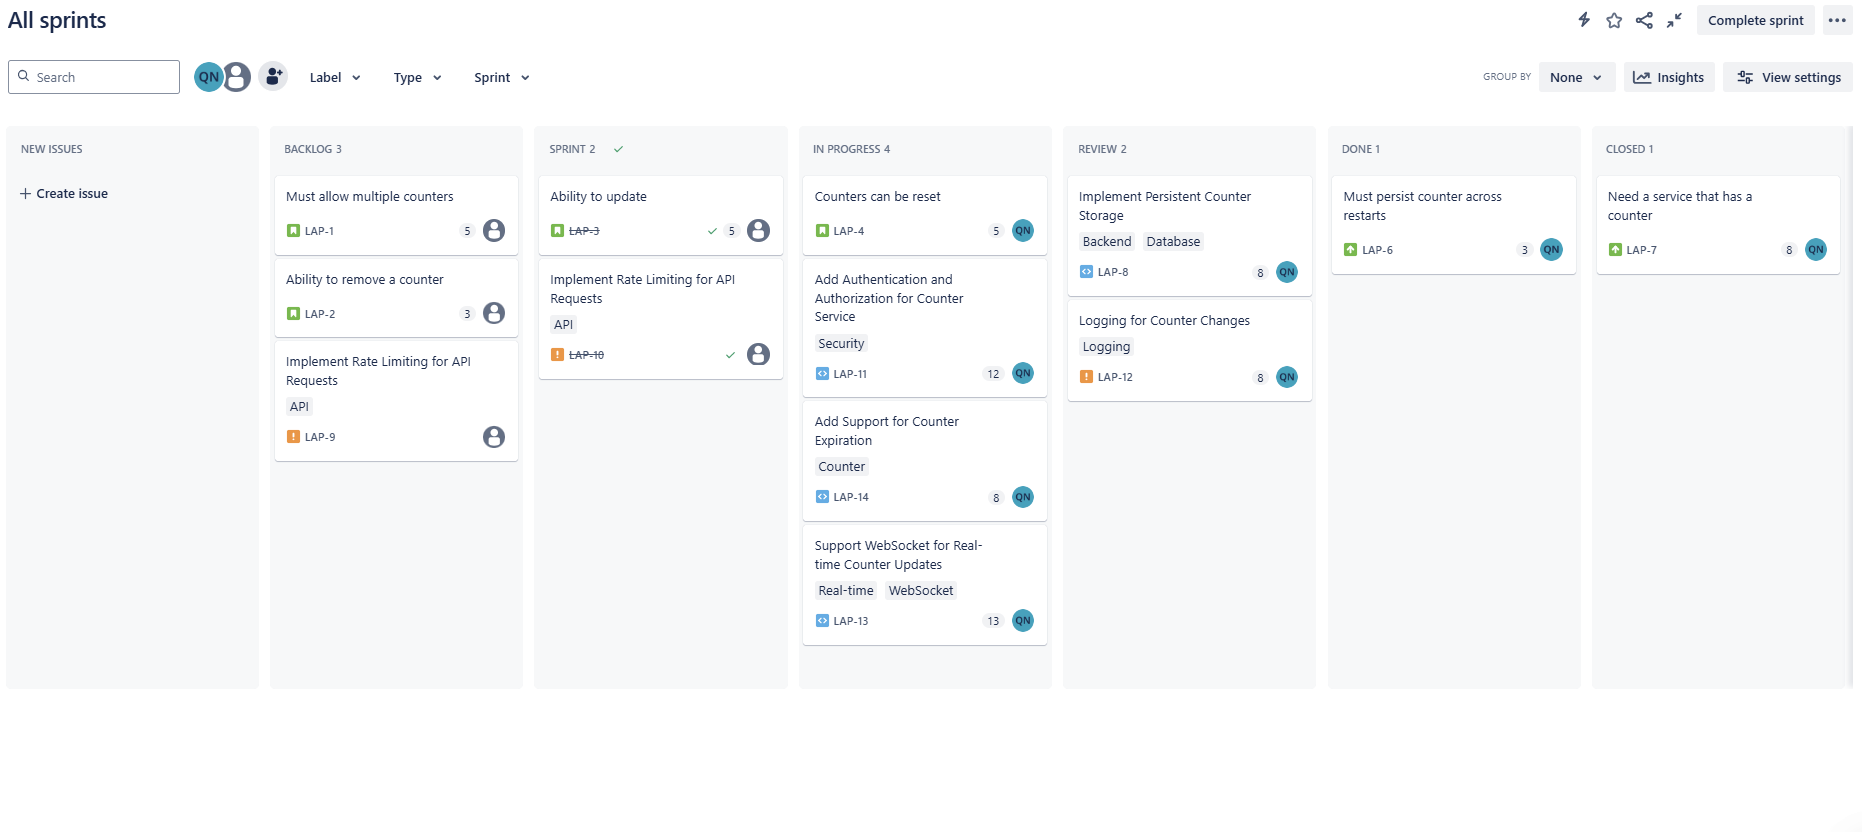 All sprints
Complete sprint
Search
QN
Label
Type
Sprint
GROUP BY
None
Insights
View settings
NEW ISSUES
Create issue
BACKLOG 3
Must allow multiple counters
LAP-1
5
Ability to remove a counter
LAP-2
3
Implement Rate Limiting for API
Requests
API
LAP-9
SPRINT 2
Ability to update
LAP-3
5
Implement Rate Limiting for API
Requests
API
LAP-10
IN PROGRESS 4
Counters can be reset
LAP-4
5 QN
Add Authentication and
Authorization for Counter
Service
Security
LAP-11
12 QN
Add Support for Counter
Expiration
Counter
LAP-14
8 QN
Support WebSocket for Real-
time Counter Updates
Real-time WebSocket
LAP-13
13 QN
REVIEW 2
Implement Persistent Counter
Storage
Backend Database
LAP-8
8 QN
Logging for Counter Changes
Logging
LAP-12
8 QN
DONE 1
Must persist counter across
restarts
LAP-6
3 QN
CLOSED 1
Need a service that has a
counter
LAP-7
8 QN